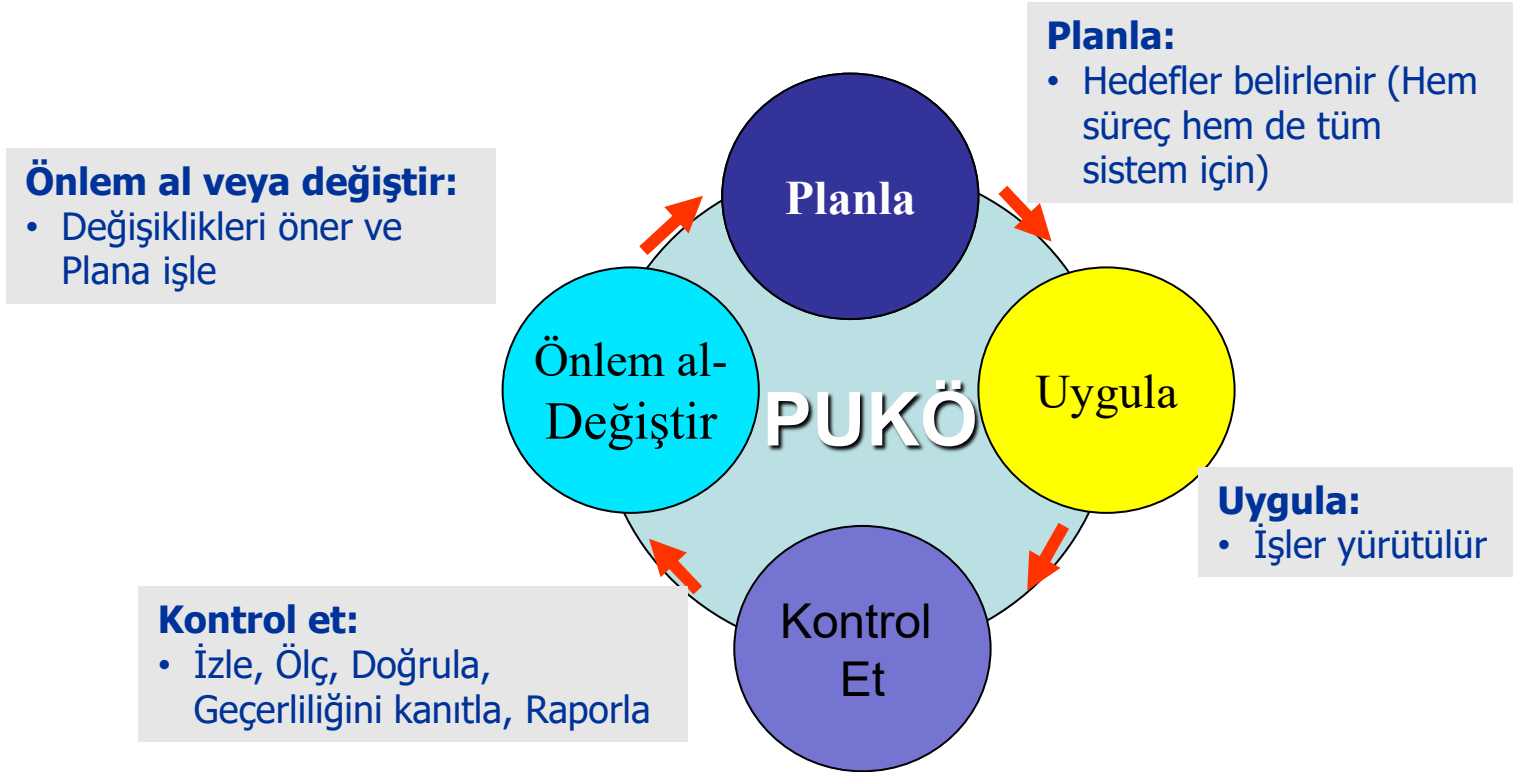 Planla:
• Hedefler belirlenir (Hem
süreç hem de tüm
sistem için)
Önlem al veya değiştir:
• Değişiklikleri öner ve
Plana işle
Planla
Önlem al-
Değiştir
PUKÖ
Uygula
Uygula:
• İşler yürütülür
Kontrol et:
• İzle, Ölç, Doğrula,
Geçerliliğini kanıtla, Raporla
Kontrol
Et